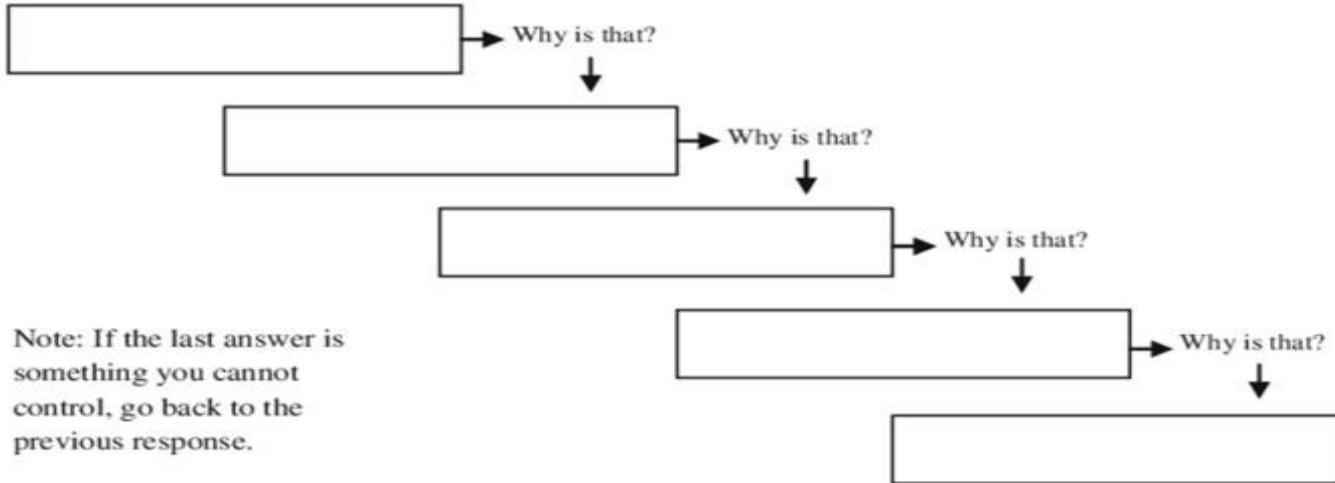 Why is that?
Why is that?
Why is that?
Why is that?
Note: If the last answer is
something you cannot
control, go back to the
previous response.